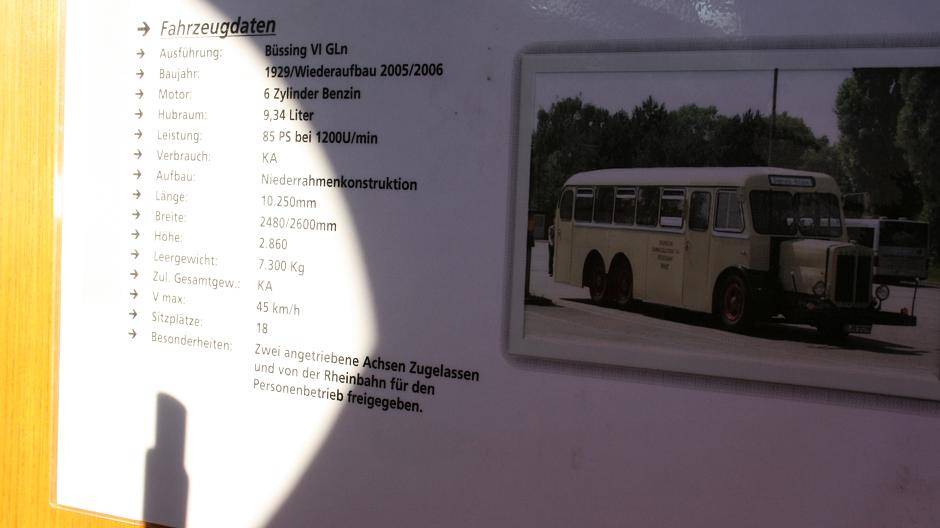 → Fahrzeugdaten
→ Ausführung: Büssing VI GLn
→ Baujahr: 1929/Wiederaufbau 2005/2006
→ Motor: 6 Zylinder Benzin
→ Hubraum: 9,34 Liter
→ Leistung: 85 PS bei 1200U/min
→ Verbrauch: KA
→ Aufbau: Niederrahmenkonstruktion
→ Länge: 10.250mm
→ Breite: 2480/2600mm
→ Höhe: 2.860
→ Leergewicht: 7.300 Kg
→ Zul. Gesamtgew.: KA
→ V max: 45 km/h
→ Sitzplätze: 18
→ Besonderheiten: Zwei angetriebene Achsen Zugelassen
und von der Rheinbahn für den
Personenbetrieb freigegeben.